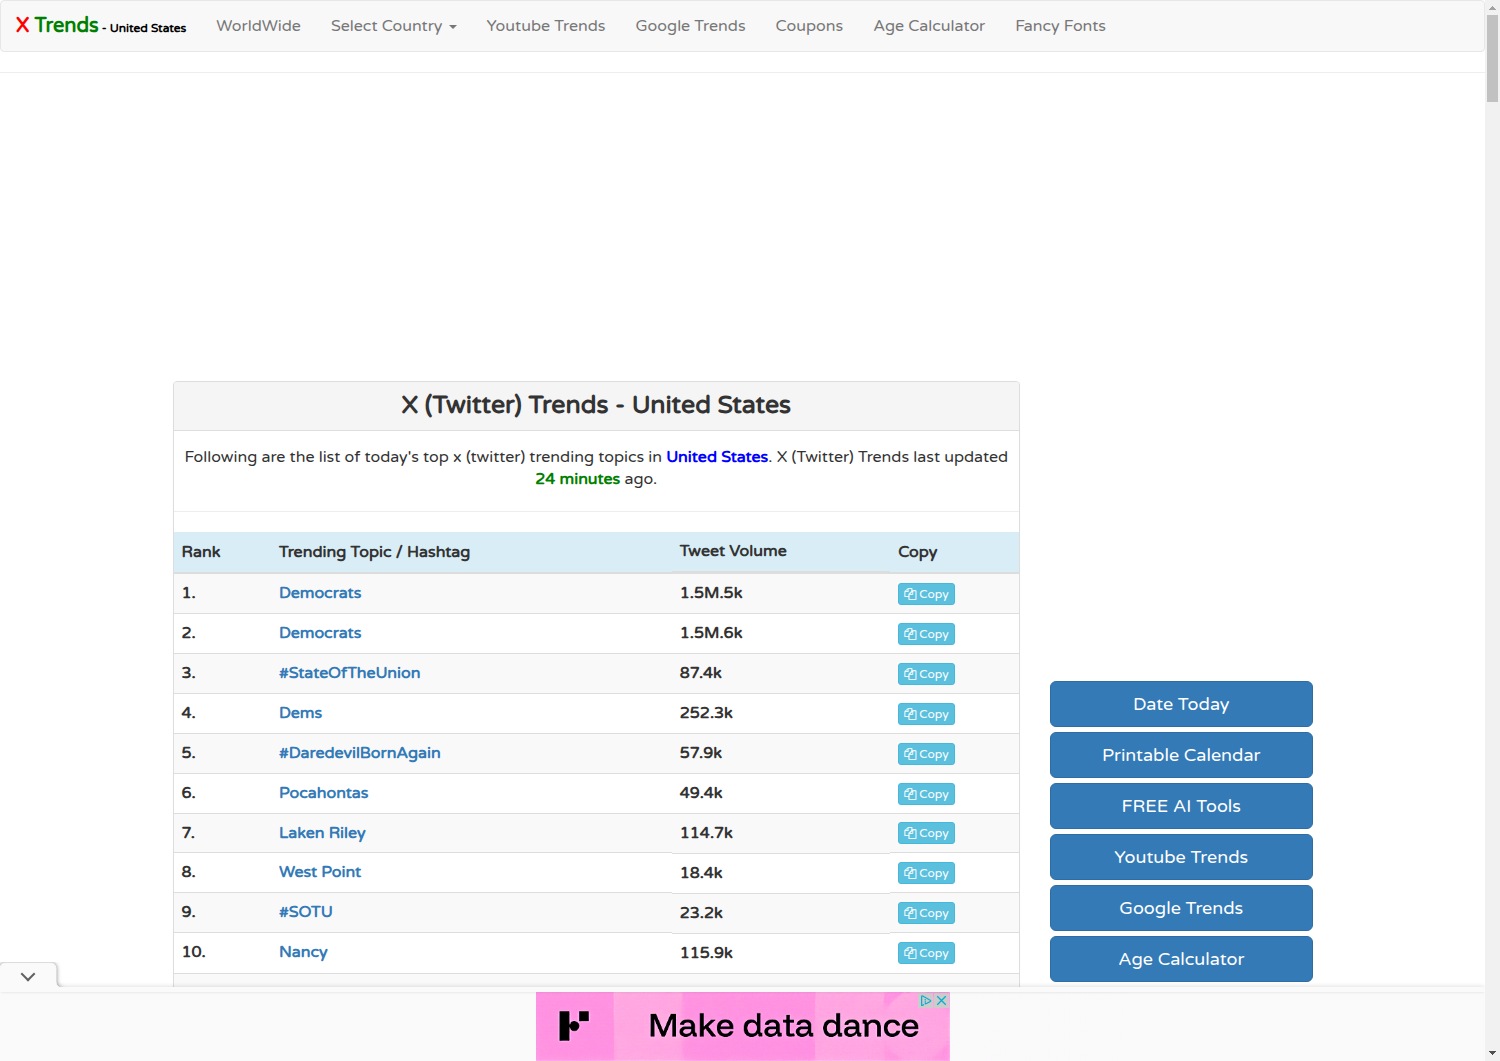 X Trends - United States
WorldWide
Select Country
Youtube Trends
Google Trends
Coupons
Age Calculator
Fancy Fonts
X (Twitter) Trends - United States
Following are the list of today's top x (twitter) trending topics in United States. X (Twitter) Trends last updated
24 minutes ago.
Rank Trending Topic / Hashtag Tweet Volume Copy
1. Democrats 1.5M.5k Copy
2. Democrats 1.5M.6k Copy
3. #StateOfTheUnion 87.4k Copy
4. Dems 252.3k Copy
5. #DaredevilBornAgain 57.9k Copy
6. Pocahontas 49.4k Copy
7. Laken Riley 114.7k Copy
8. West Point 18.4k Copy
9. #SOTU 23.2k Copy
10. Nancy 115.9k Copy
Date Today
Printable Calendar
FREE AI Tools
Youtube Trends
Google Trends
Age Calculator
Make data dance